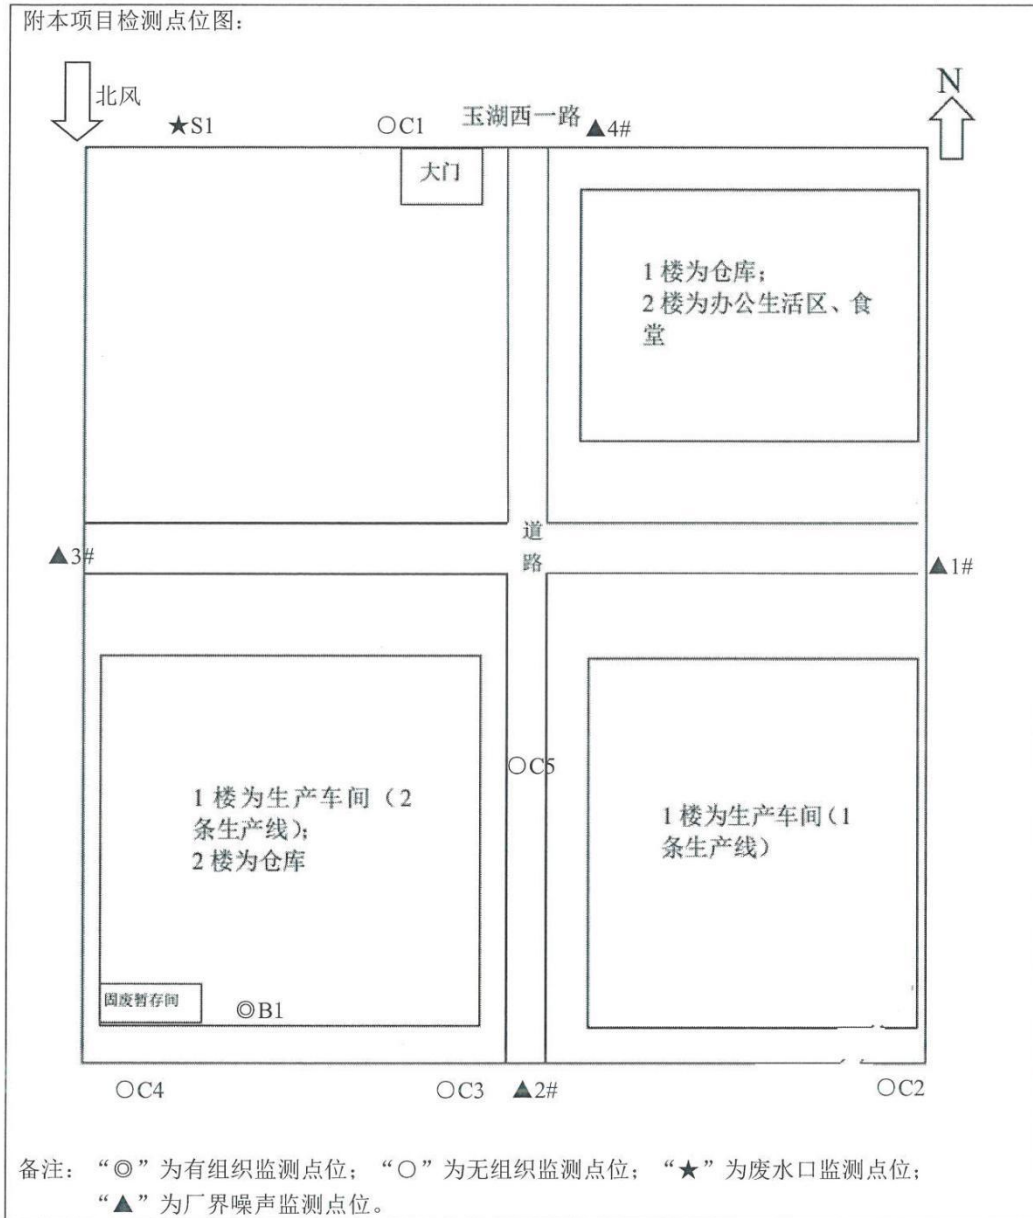 附本项目检测点位图：
北风
N
★S1
○C1
玉湖西一路
▲4#
大门
1 楼为仓库；
2 楼为办公生活区、食
堂
道
路
▲3#
▲1#
○C5
1 楼为生产车间（2
条生产线）；
2 楼为仓库
1 楼为生产车间（1
条生产线）
固废暂存间
◎B1
○C4
○C3
▲2#
○C2
备注：“◎”为有组织监测点位；“○”为无组织监测点位；“★”为废水口监测点位；
“▲”为厂界噪声监测点位。